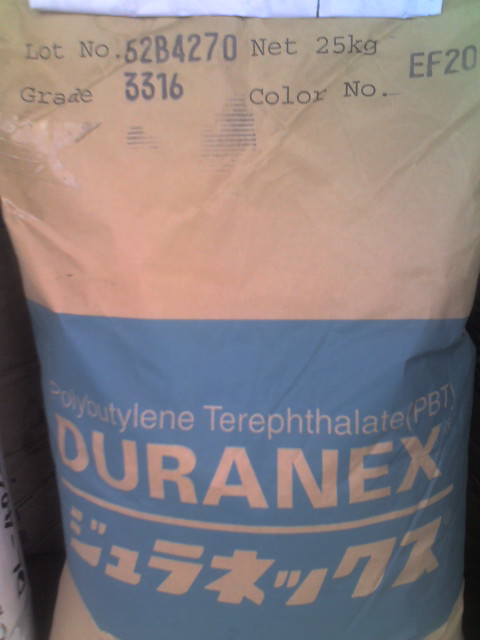 Lot No. 52B4270 Net 25kg
Grade 3316 Color No. EF20
Polybutylene Terephthalate(PBT)
DURANEX
ジュラネックス